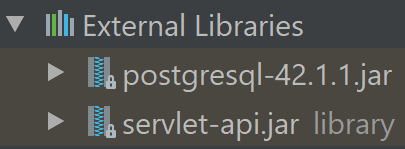 External Libraries
postgresql-42.1.1.jar
servlet-api.jar library